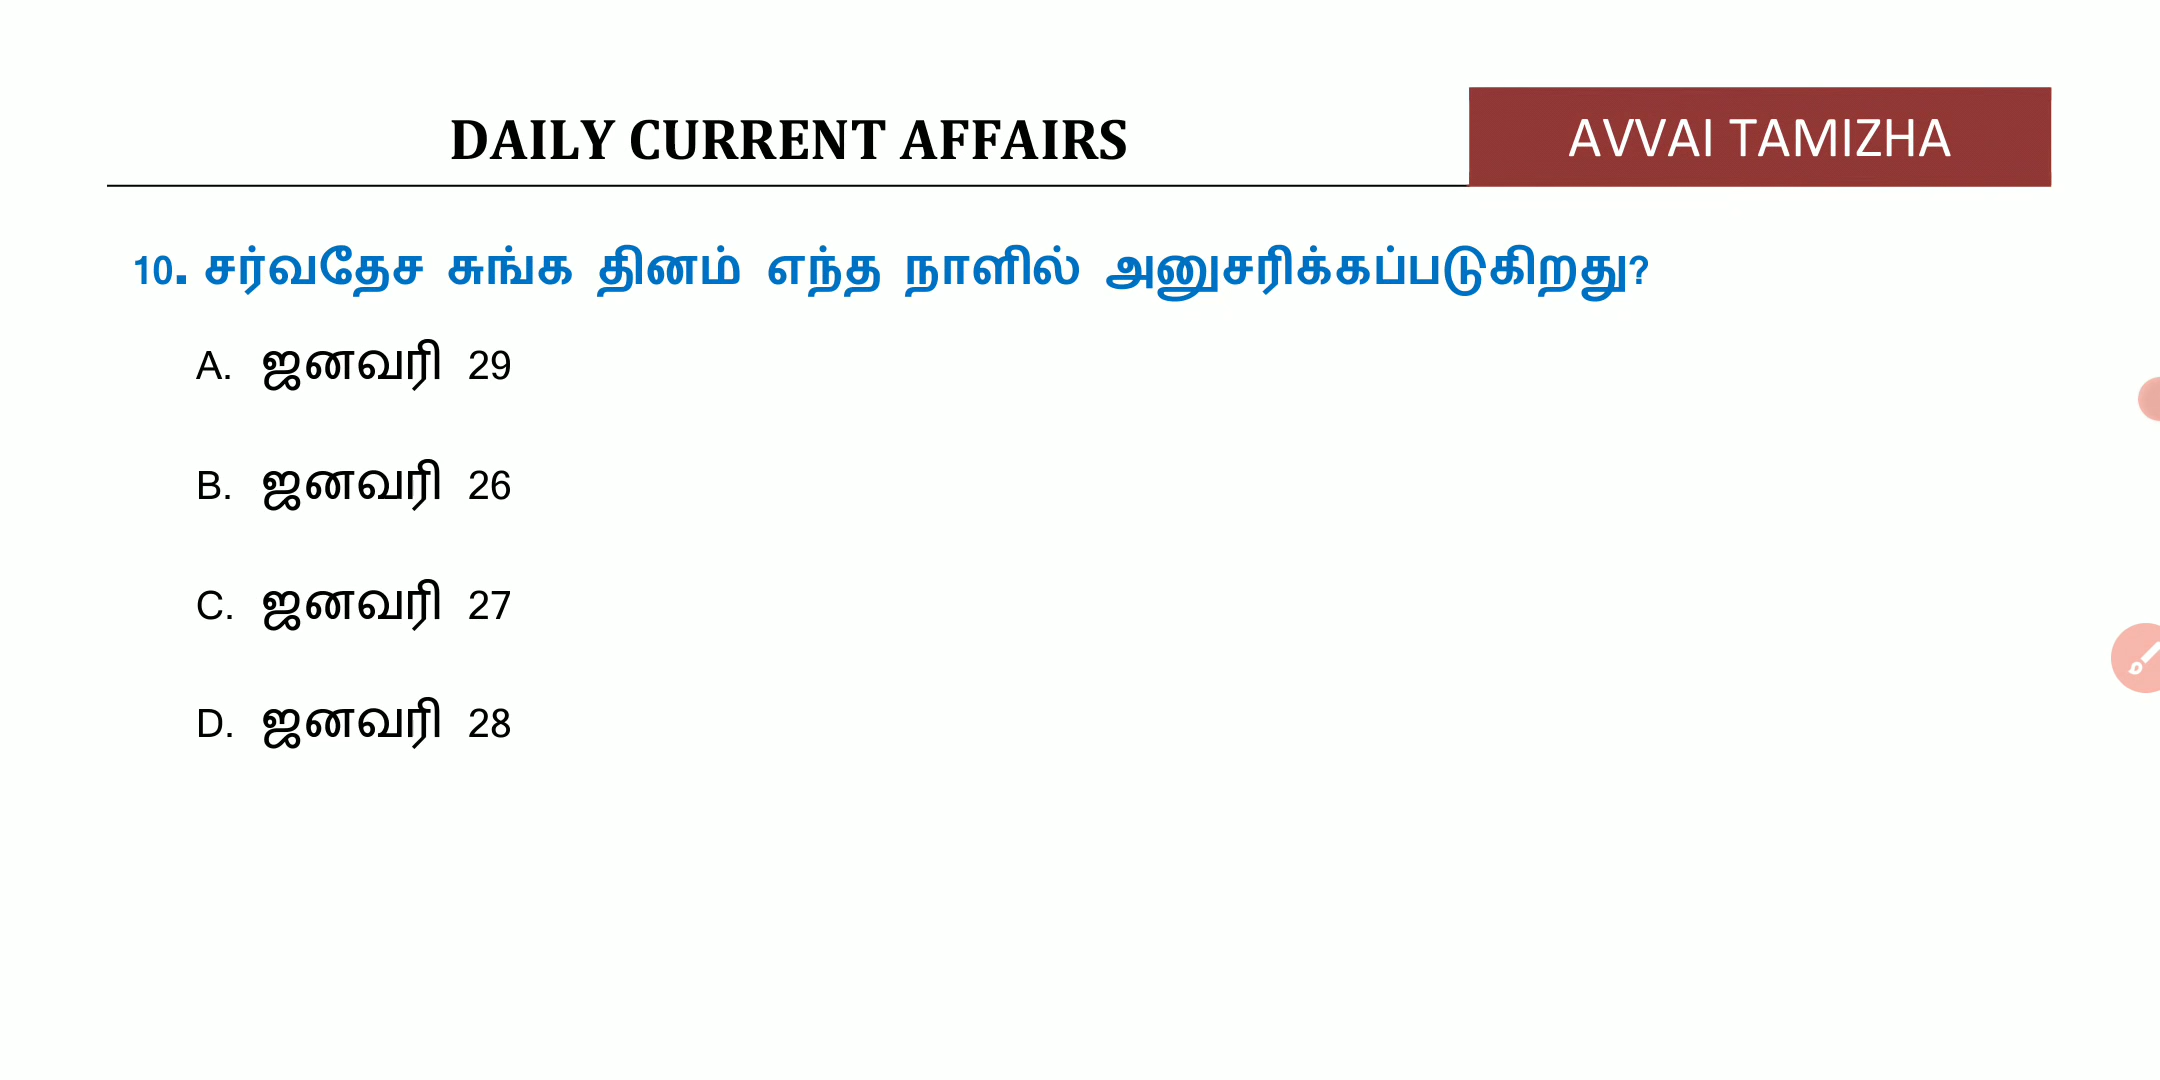 DAILY CURRENT AFFAIRS AVVAI TAMIZHA
10. சர்வதேச சுங்க தினம் எந்த நாளில் அனுசரிக்கப்படுகிறது?
A. ஜனவரி 29
B. ஜனவரி 26
C. ஜனவரி 27
D. ஜனவரி 28